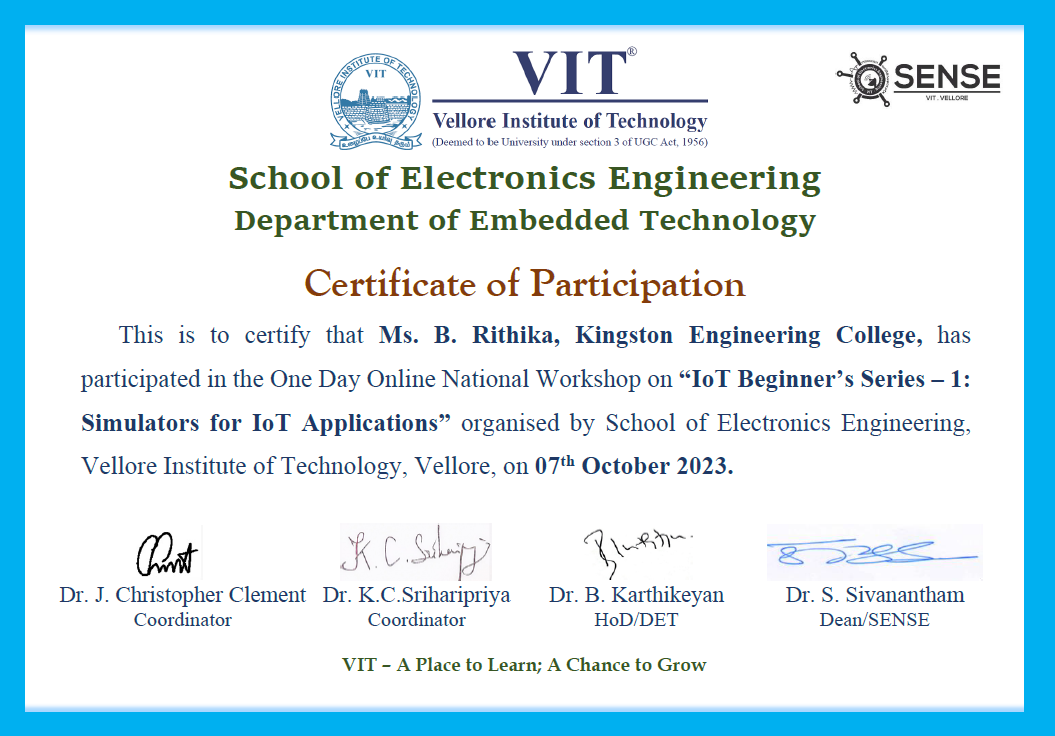 VELLORE INSTITUTE OF TECHNOLOGY
VIT
VIT®
Vellore Institute of Technology
(Deemed to be University under section 3 of UGC Act, 1956)
SENSE
VIT . VELLORE
School of Electronics Engineering
Department of Embedded Technology
Certificate of Participation
This is to certify that Ms. B. Rithika, Kingston Engineering College, has
participated in the One Day Online National Workshop on “IoT Beginner’s Series – 1:
Simulators for IoT Applications” organised by School of Electronics Engineering,
Vellore Institute of Technology, Vellore, on 07th October 2023.
K. C. Sriharipriya
Dr. J. Christopher Clement Dr. K.C.Sriharipriya Dr. B. Karthikeyan Dr. S. Sivanantham
Coordinator Coordinator HoD/DET Dean/SENSE
VIT – A Place to Learn; A Chance to Grow